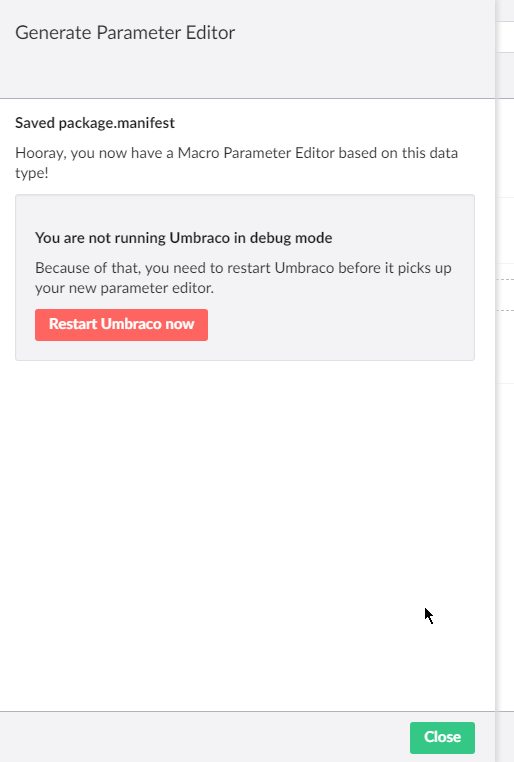 Generate Parameter Editor
Saved package.manifest
Hooray, you now have a Macro Parameter Editor based on this data
type!
You are not running Umbraco in debug mode
Because of that, you need to restart Umbraco before it picks up
your new parameter editor.
Restart Umbraco now
Close